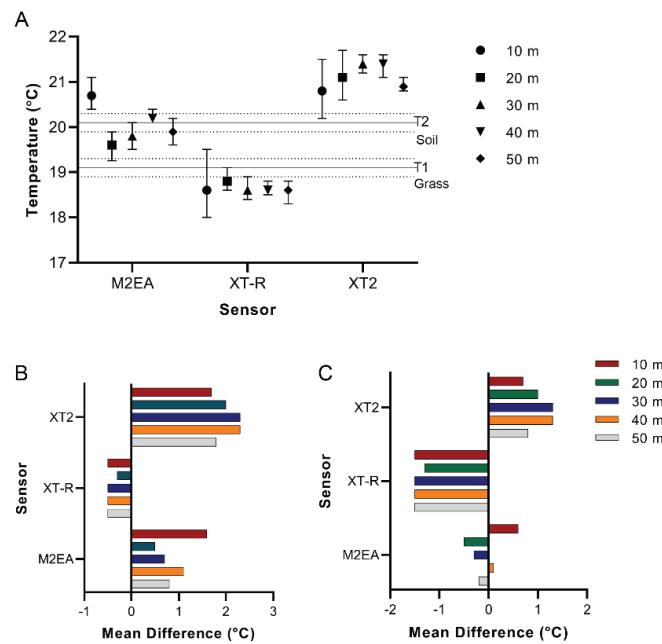 A
Temperature (°C)
22
21
20
19
18
17
T2
Soil
T1
Grass
M2EA
XT-R
XT2
Sensor
10 m
20 m
30 m
40 m
50 m
B
Sensor
XT2
XT-R
M2EA
-1
0
1
2
3
Mean Difference (°C)
C
Sensor
XT2
XT-R
M2EA
-2
-1
0
1
2
Mean Difference (°C)
10 m
20 m
30 m
40 m
50 m